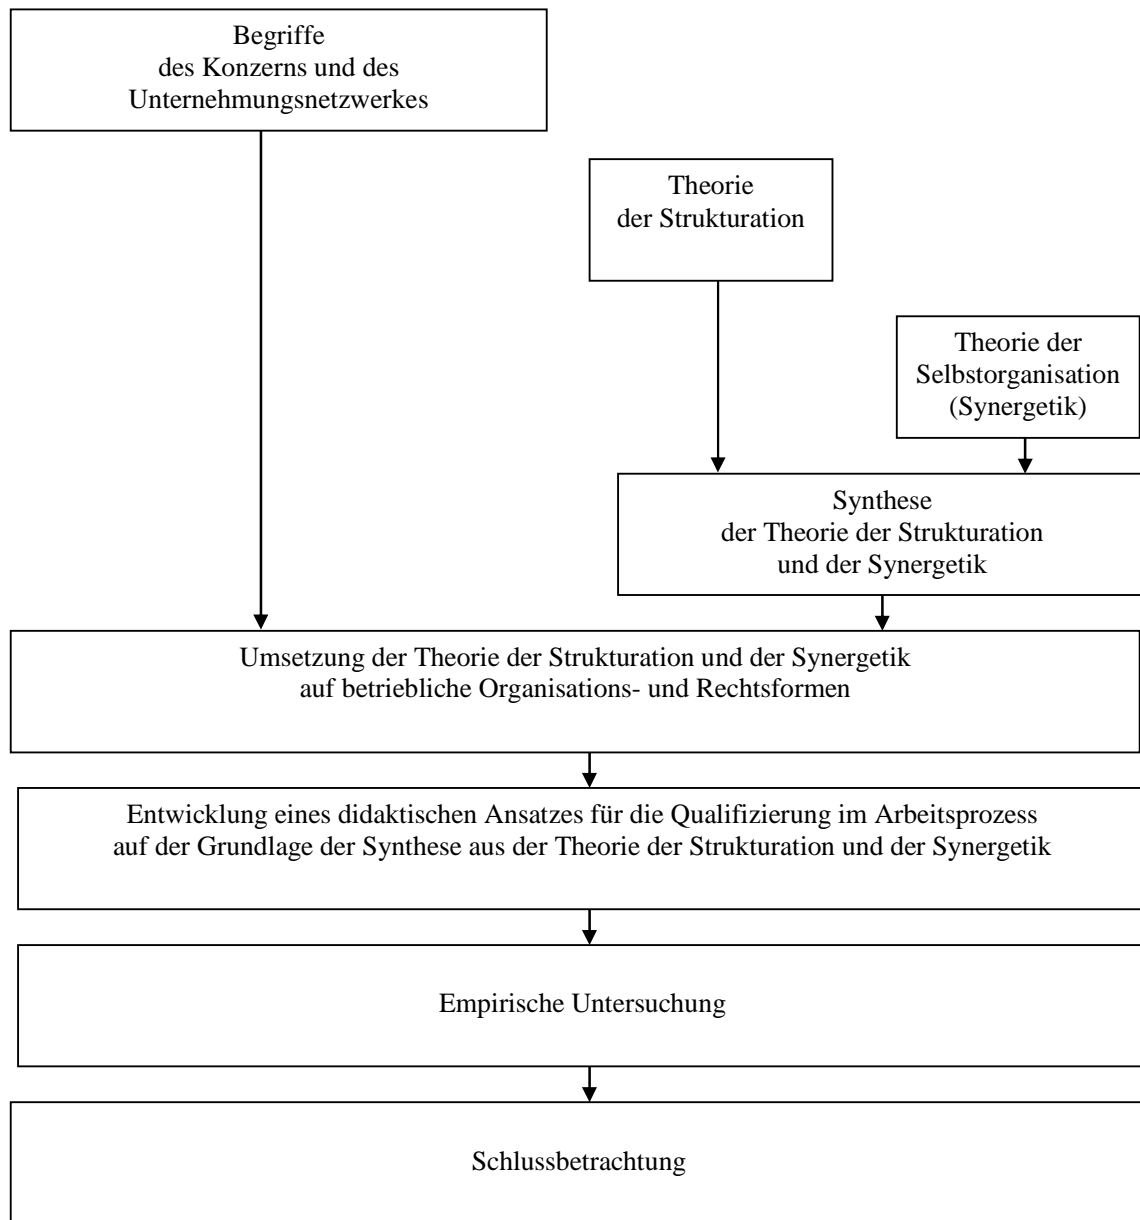 Begriffe
des Konzerns und des
Unternehmungsnetzwerkes
Theorie
der Strukturation
Theorie der
Selbstorganisation
(Synergetik)
Synthese
der Theorie der Strukturation
und der Synergetik
Umsetzung der Theorie der Strukturation und der Synergetik
auf betriebliche Organisations- und Rechtsformen
Entwicklung eines didaktischen Ansatzes für die Qualifizierung im Arbeitsprozess
auf der Grundlage der Synthese aus der Theorie der Strukturation und der Synergetik
Empirische Untersuchung
Schlussbetrachtung